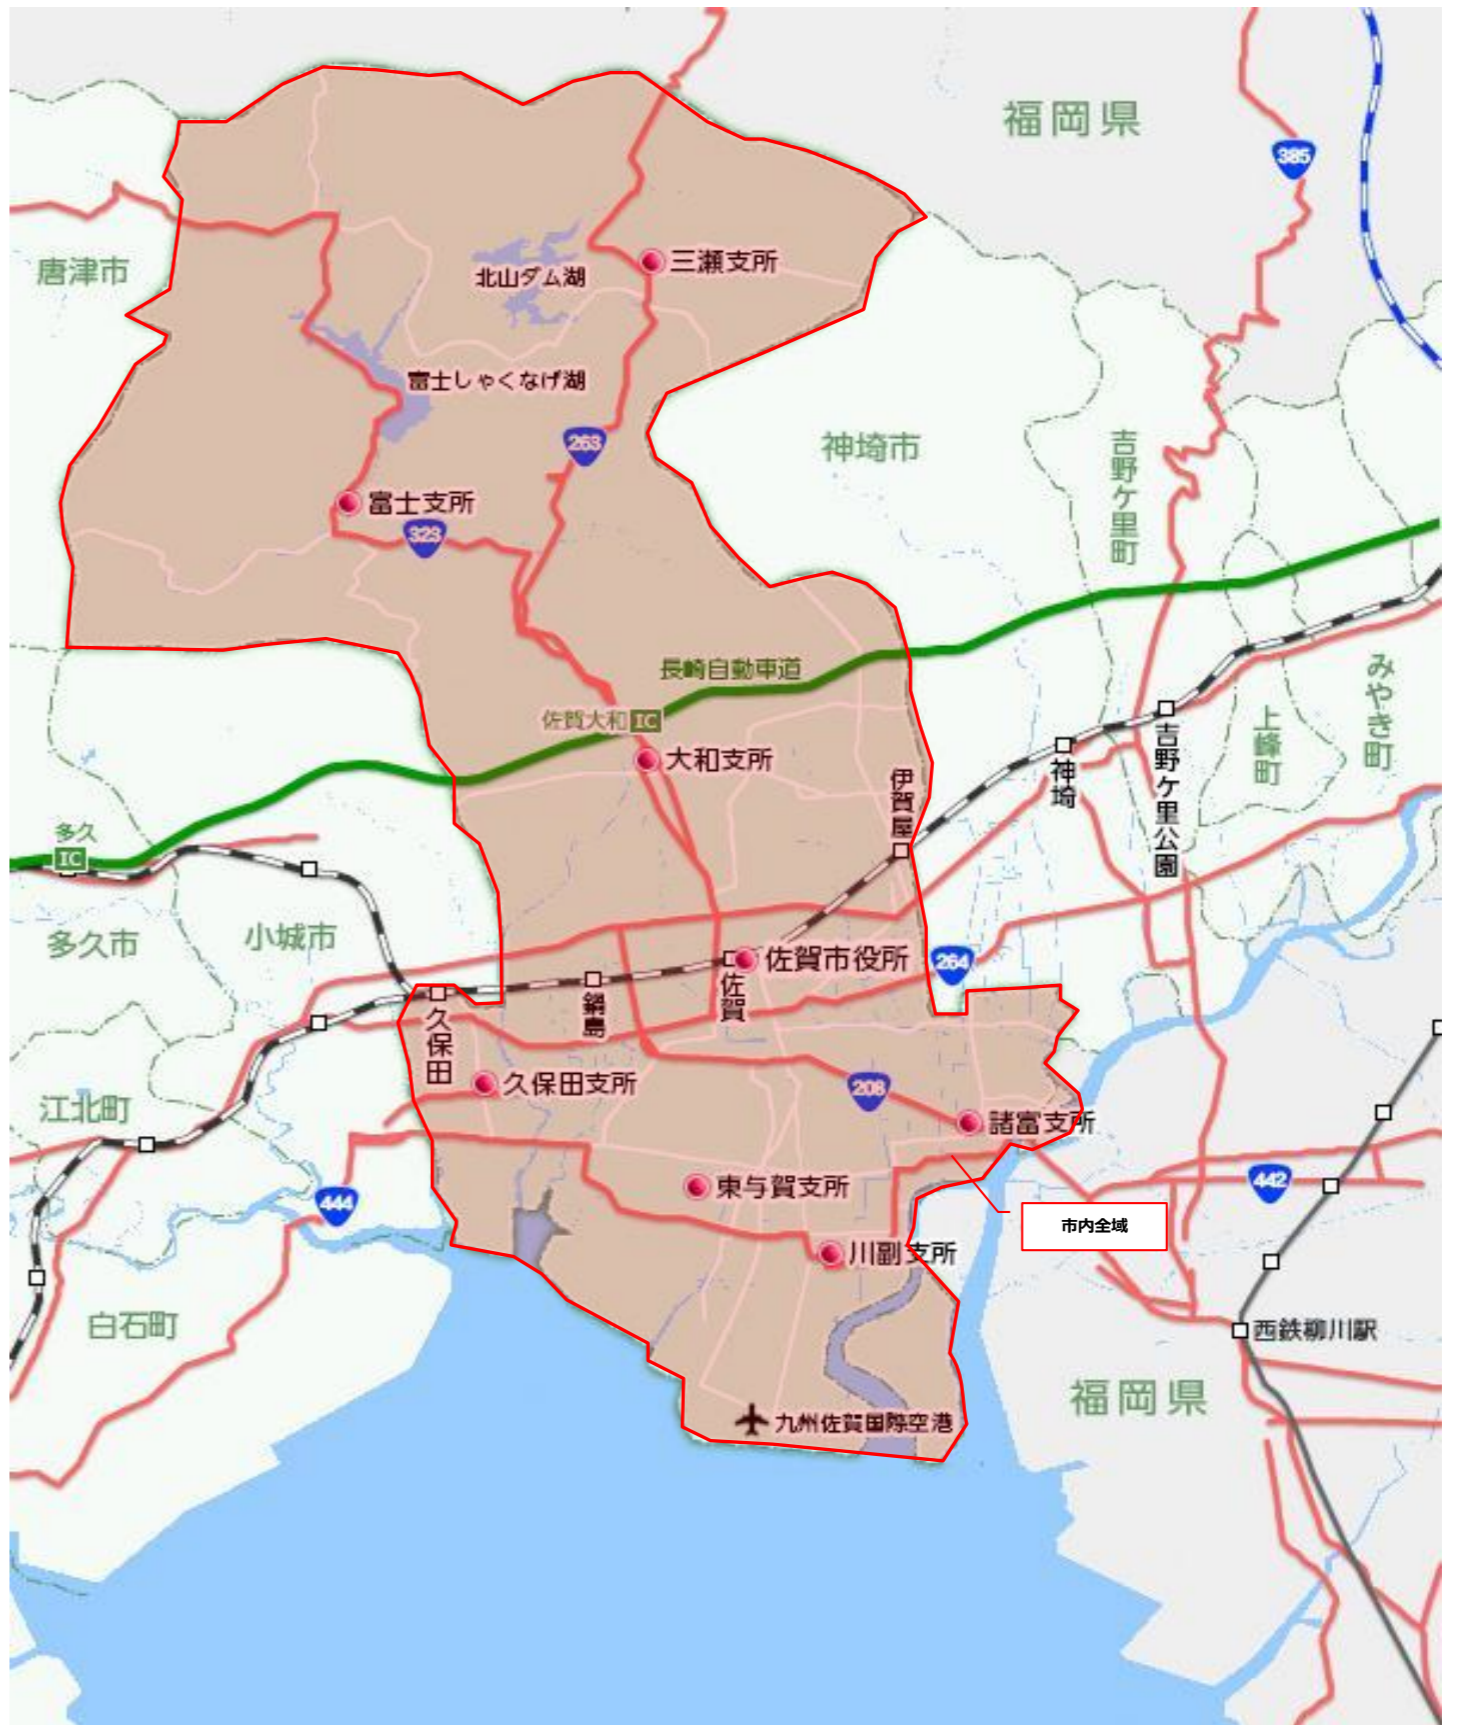 福岡県
385
唐津市
三瀬支所
北山ダム湖
富士しゃくなげ湖
263
神埼市
吉野ケ里町
富士支所
323
長崎自動車道
佐賀大和 IC
大和支所
みやき町
上峰町
吉野ケ里公園
神埼
伊賀屋
多久
IC
多久市
小城市
佐賀市役所
264
佐賀
鍋島
久保田
久保田支所
208
江北町
諸富支所
東与賀支所
444
442
市内全域
川副支所
白石町
西鉄柳川駅
福岡県
九州佐賀国際空港